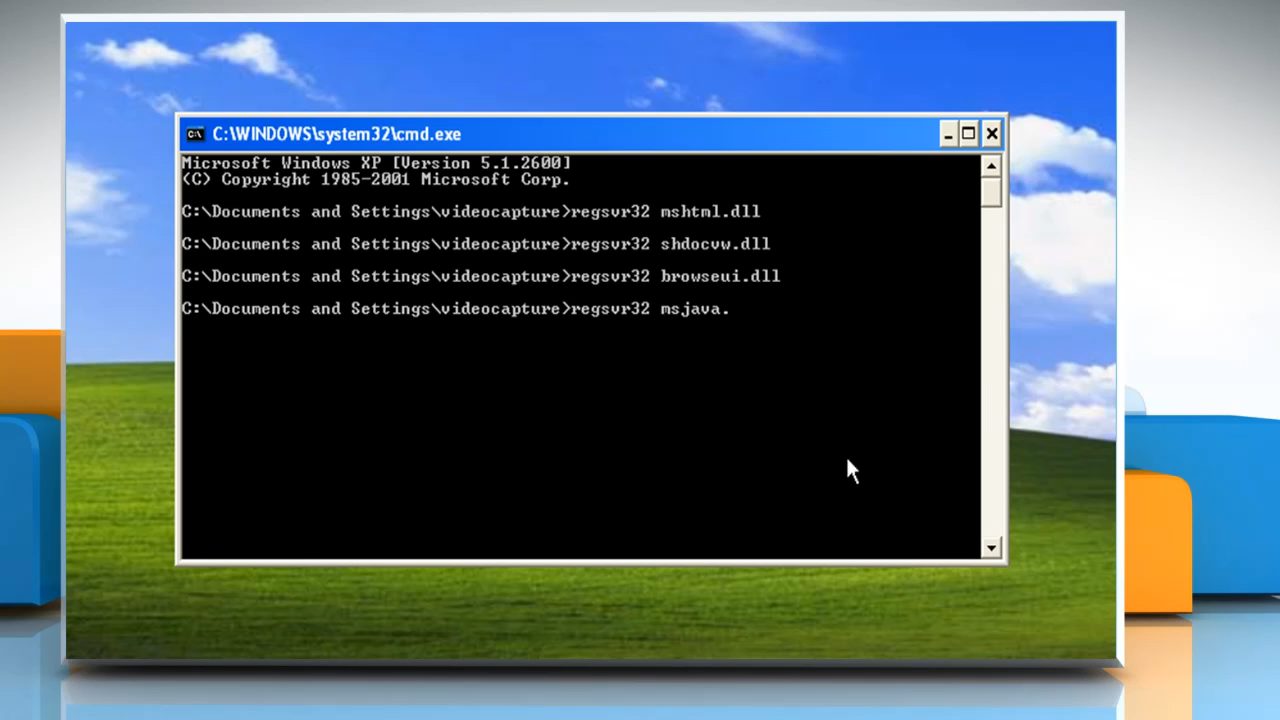 C:\WINDOWS\system32\cmd.exe
Microsoft Windows XP [Version 5.1.2600]
(C) Copyright 1985-2001 Microsoft Corp.
C:\Documents and Settings\videocapture>regsvr32 mshtml.dll
C:\Documents and Settings\videocapture>regsvr32 shdocvw.dll
C:\Documents and Settings\videocapture>regsvr32 browseui.dll
C:\Documents and Settings\videocapture>regsvr32 msjava.